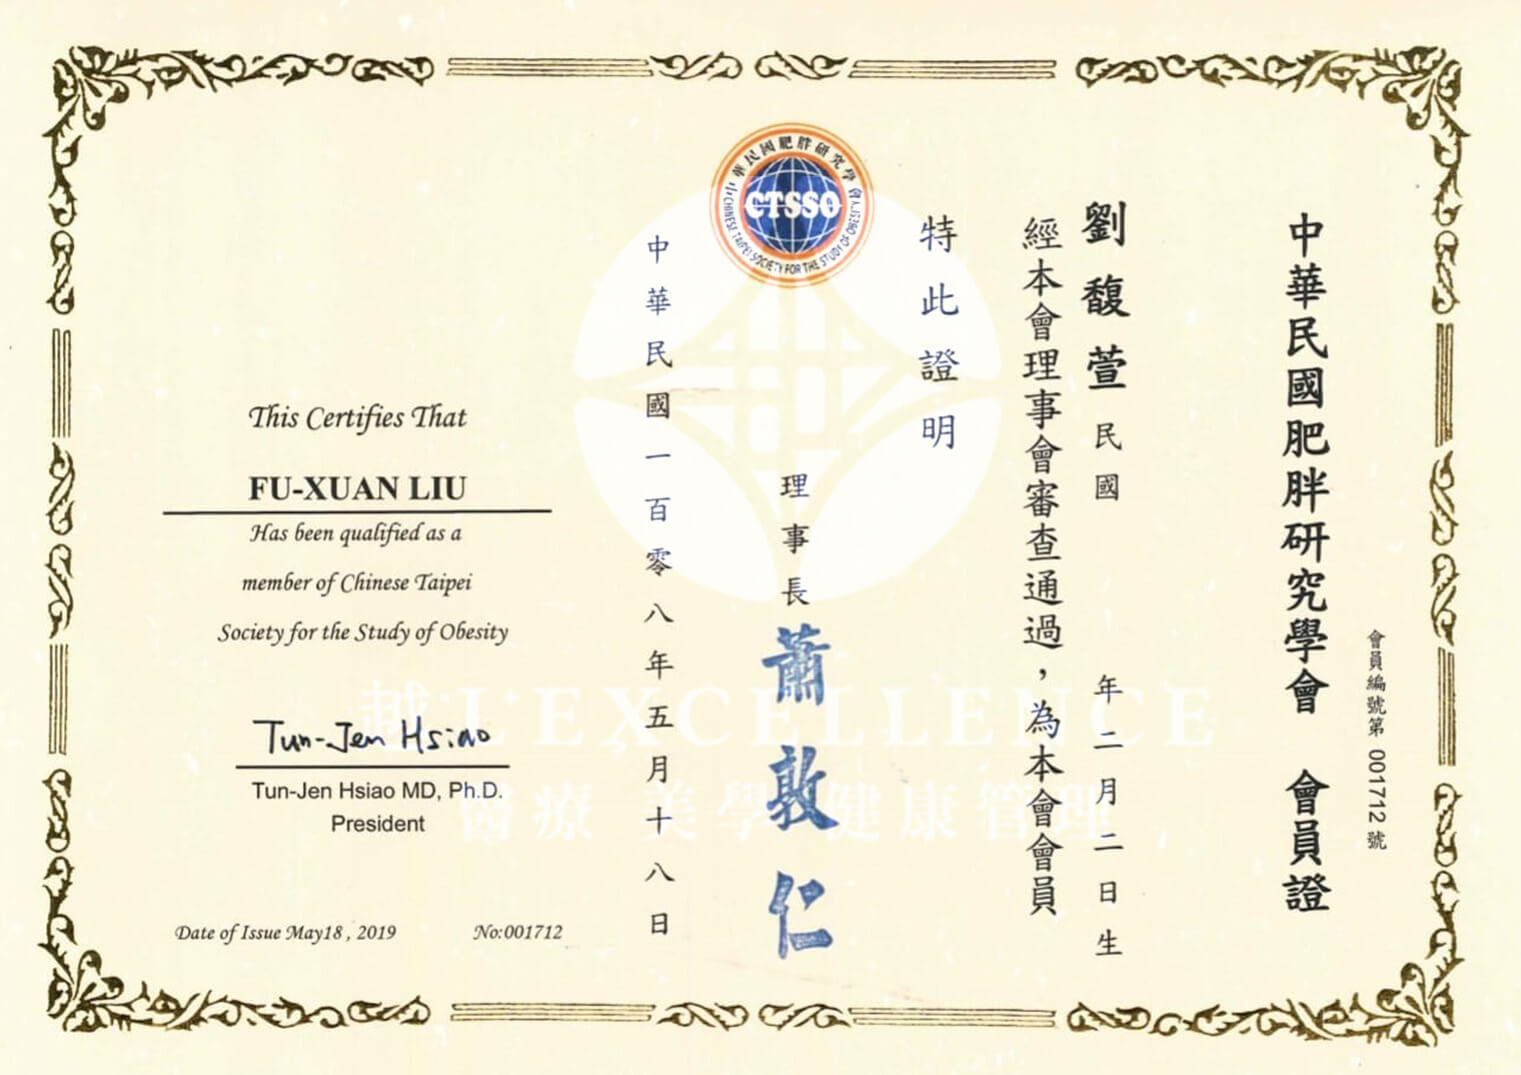 中華民國肥胖研究學會 會員證
會員編號第 001712 號
劉馥萱 民國 年二月二日生
經本會理事會審查通過，為本會會員
特此證明
中華民國肥胖研究學會
CTSSO
CHINESE TAIPEI SOCIETY FOR THE STUDY OF OBESITY
理事長 蕭敦仁
中華民國一百零八年五月十八日
This Certifies That
FU-XUAN LIU
Has been qualified as a
member of Chinese Taipei
Society for the Study of Obesity
Tun-Jen Hsiao
Tun-Jen Hsiao MD, Ph.D.
President
Date of Issue May18 , 2019
No:001712
越 L'EXCELLENCE
醫療 美學 健康管理